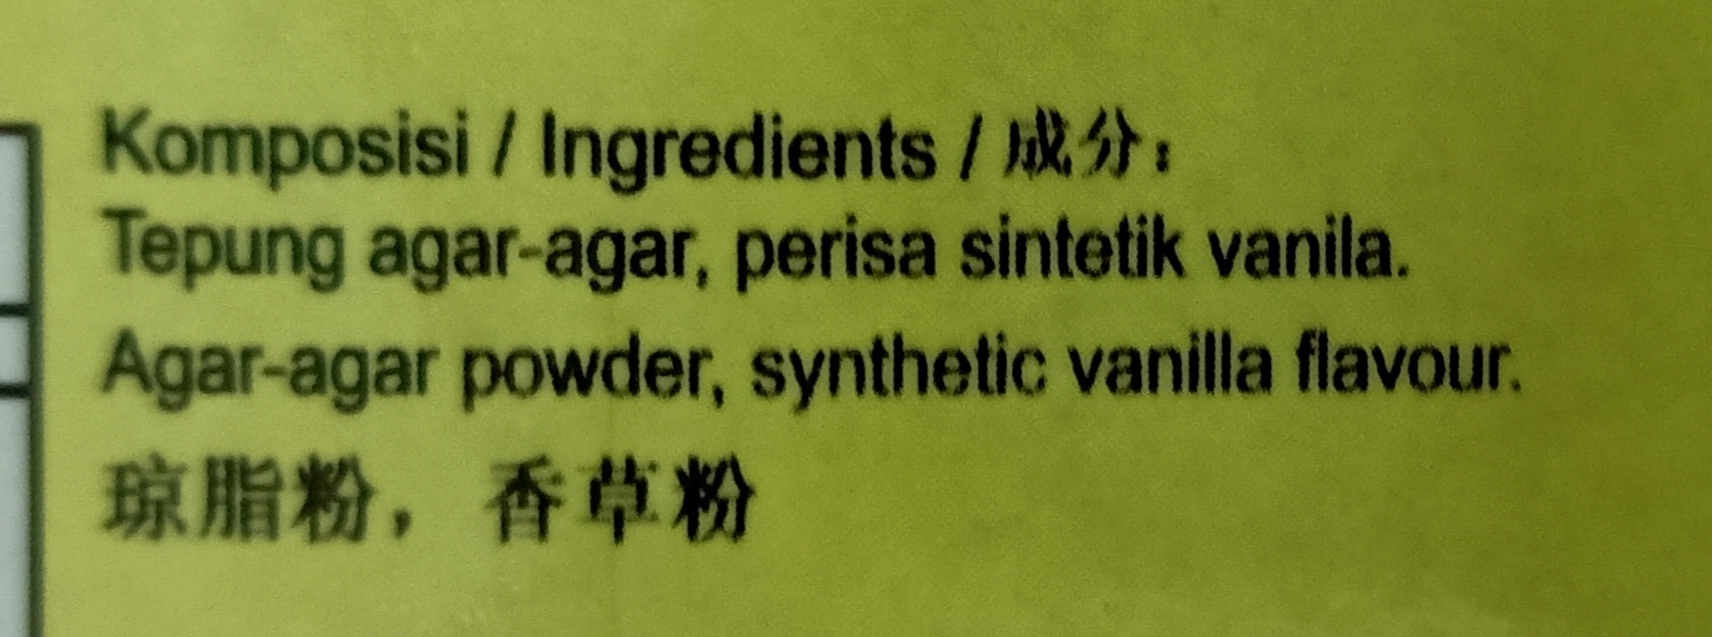 Komposisi / Ingredients / 成分：
Tepung agar-agar, perisa sintetik vanila.
Agar-agar powder, synthetic vanilla flavour.
琼脂粉， 香草粉